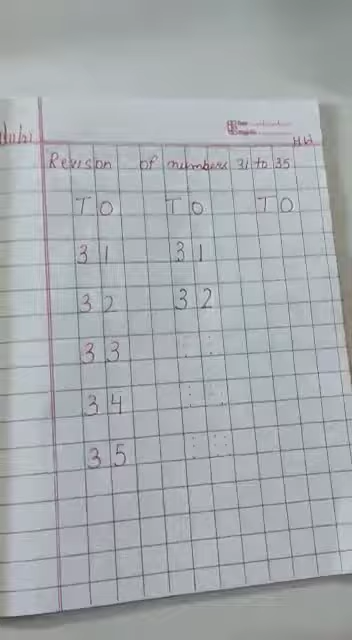 HW
Revision of numbers 31 to 35
T O T O T O
3 1 3 1
3 2 3 2
3 3
3 4
3 5